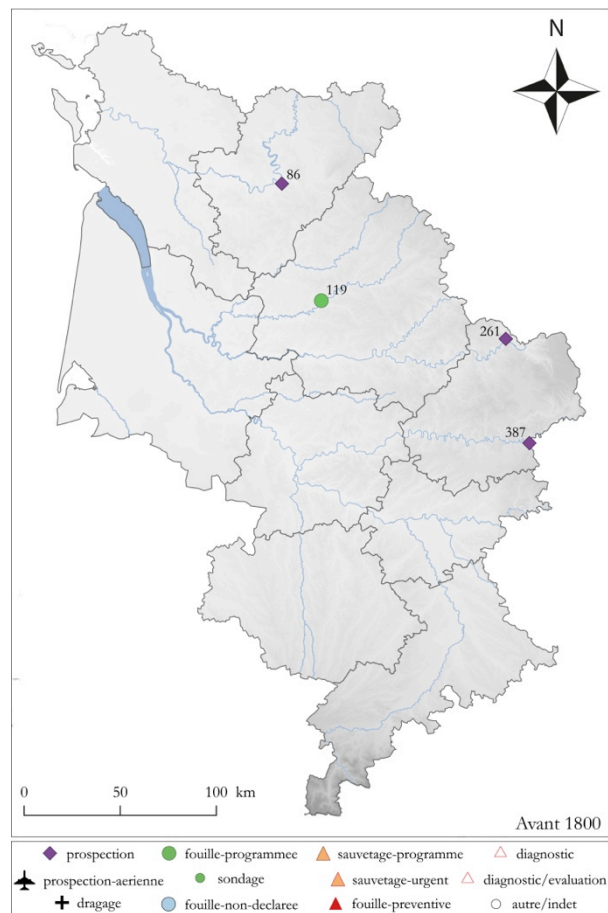 N
86
119
261
387
0 50 100 km
Avant 1800
prospection fouille-programmee sauvetage-programme diagnostic
prospection-aerienne sondage sauvetage-urgent diagnostic/evaluation
dragage fouille-non-declaree fouille-preventive autre/indet